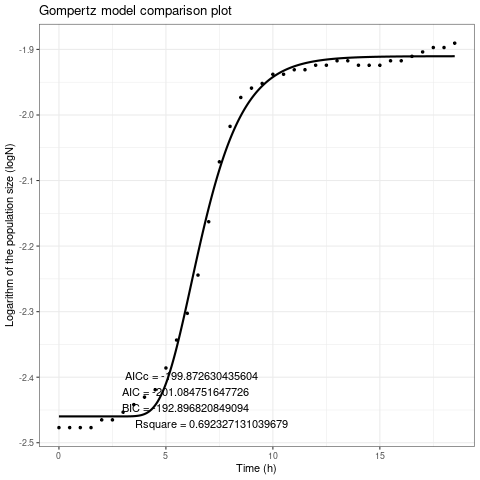 Gompertz model comparison plot
Logarithm of the population size (logN)
-1.9
-2.0
-2.1
-2.2
-2.3
-2.4
-2.5
AICc = -199.872630435604
AIC = -201.084751647726
BIC = -192.896820849094
Rsquare = 0.692327131039679
0 5 10 15
Time (h)